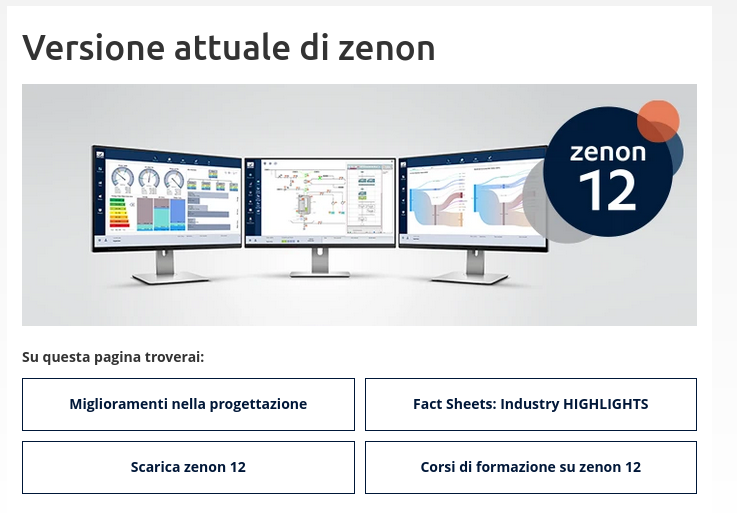 Versione attuale di zenon
zenon
12
Su questa pagina troverai:
Miglioramenti nella progettazione
Fact Sheets: Industry HIGHLIGHTS
Scarica zenon 12
Corsi di formazione su zenon 12